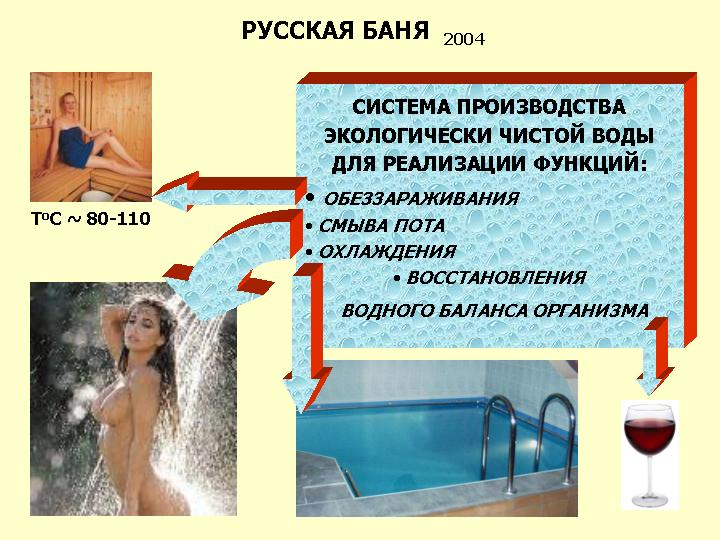 РУССКАЯ БАНЯ 2004
СИСТЕМА ПРОИЗВОДСТВА
ЭКОЛОГИЧЕСКИ ЧИСТОЙ ВОДЫ
ДЛЯ РЕАЛИЗАЦИИ ФУНКЦИЙ:
• ОБЕЗЗАРАЖИВАНИЯ
• СМЫВА ПОТА
• ОХЛАЖДЕНИЯ
• ВОССТАНОВЛЕНИЯ
ВОДНОГО БАЛАНСА ОРГАНИЗМА
TºC ~ 80-110